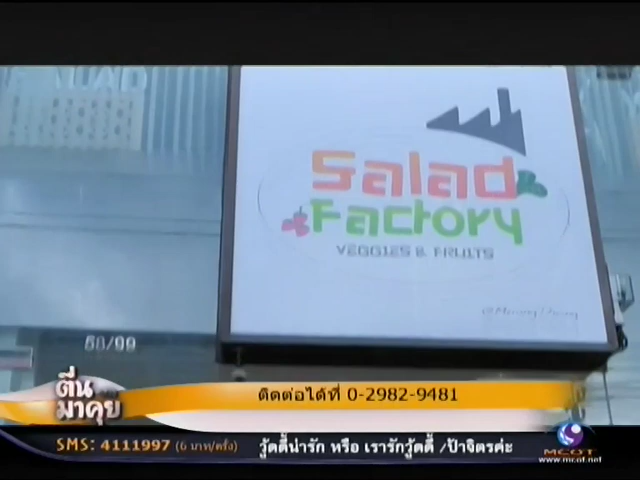 Salad
Factory
VEGGIES & FRUITS
@Muang Thong
50/99
ตีน
มาคุย
ติดต่อได้ที่ 0-2982-9481
SMS: 4111997 (6 บาท/ครั้ง)
วู้ดดี้น่ารัก หรือ เรารักวู้ดดี้ /ป้าจิตรค่ะ
MCOT
www.mcot.net